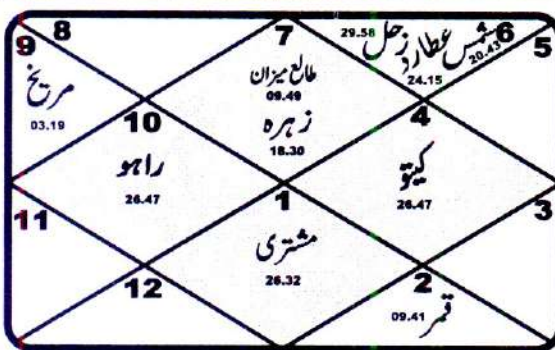 9 8 7 6 5
29.58 زحل عطارد شمس
24.15 20.43
طالع میزان
09.49
زہرہ
18.30
مریخ
03.19
10 4
راہو
26.47
کیتو
26.47
11 1 3
مشتری
26.32
12 2
قمر
09.41